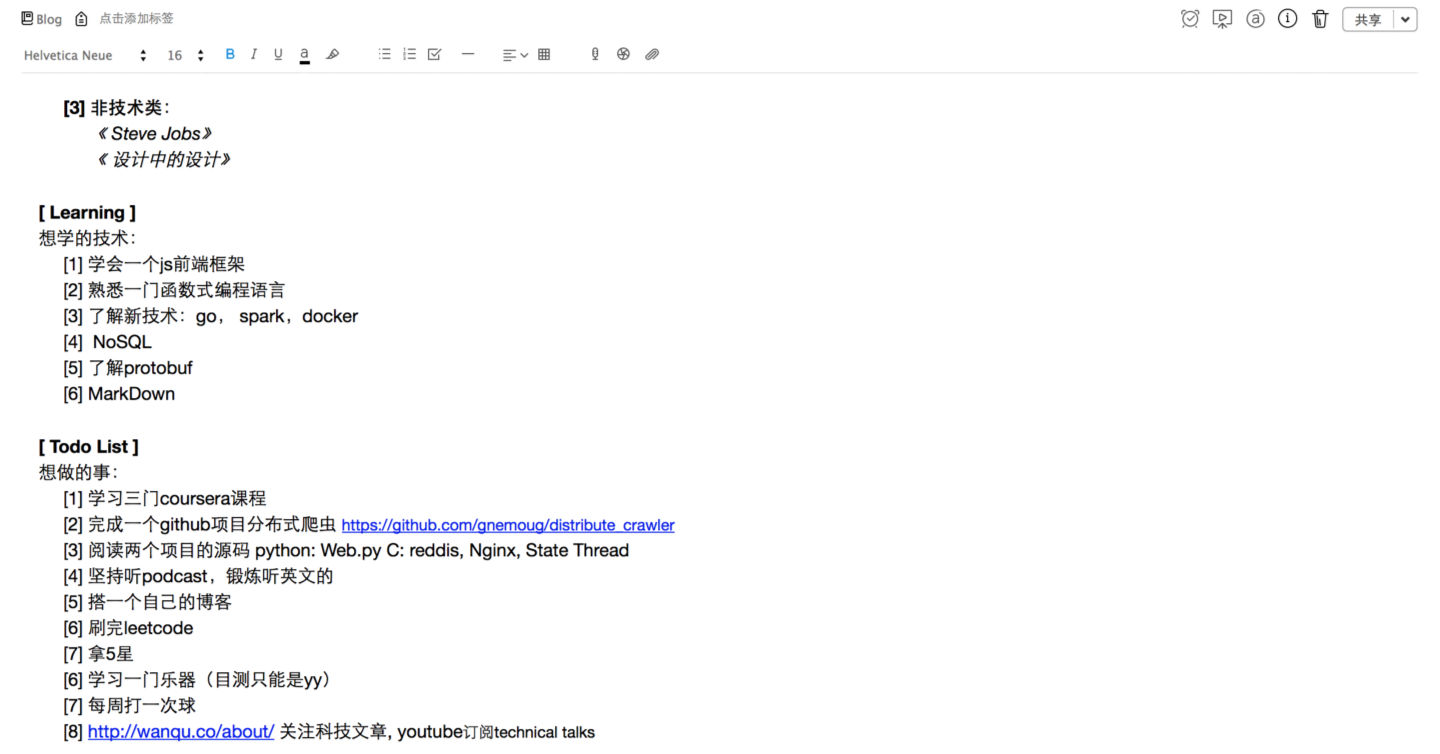 Blog 点击添加标签 共享
Helvetica Neue 16 B I U a
[3] 非技术类：
《 Steve Jobs》
《 设计中的设计》
[ Learning ]
想学的技术：
[1] 学会一个js前端框架
[2] 熟悉一门函数式编程语言
[3] 了解新技术：go， spark，docker
[4]  NoSQL
[5] 了解protobuf
[6] MarkDown
[ Todo List ]
想做的事：
[1] 学习三门coursera课程
[2] 完成一个github项目分布式爬虫 https://github.com/gnemoug/distribute_crawler
[3] 阅读两个项目的源码 python: Web.py C: reddis, Nginx, State Thread
[4] 坚持听podcast，锻炼听英文的
[5] 搭一个自己的博客
[6] 刷完leetcode
[7] 拿5星
[6] 学习一门乐器（目测只能是yy）
[7] 每周打一次球
[8] http://wanqu.co/about/ 关注科技文章, youtube订阅technical talks